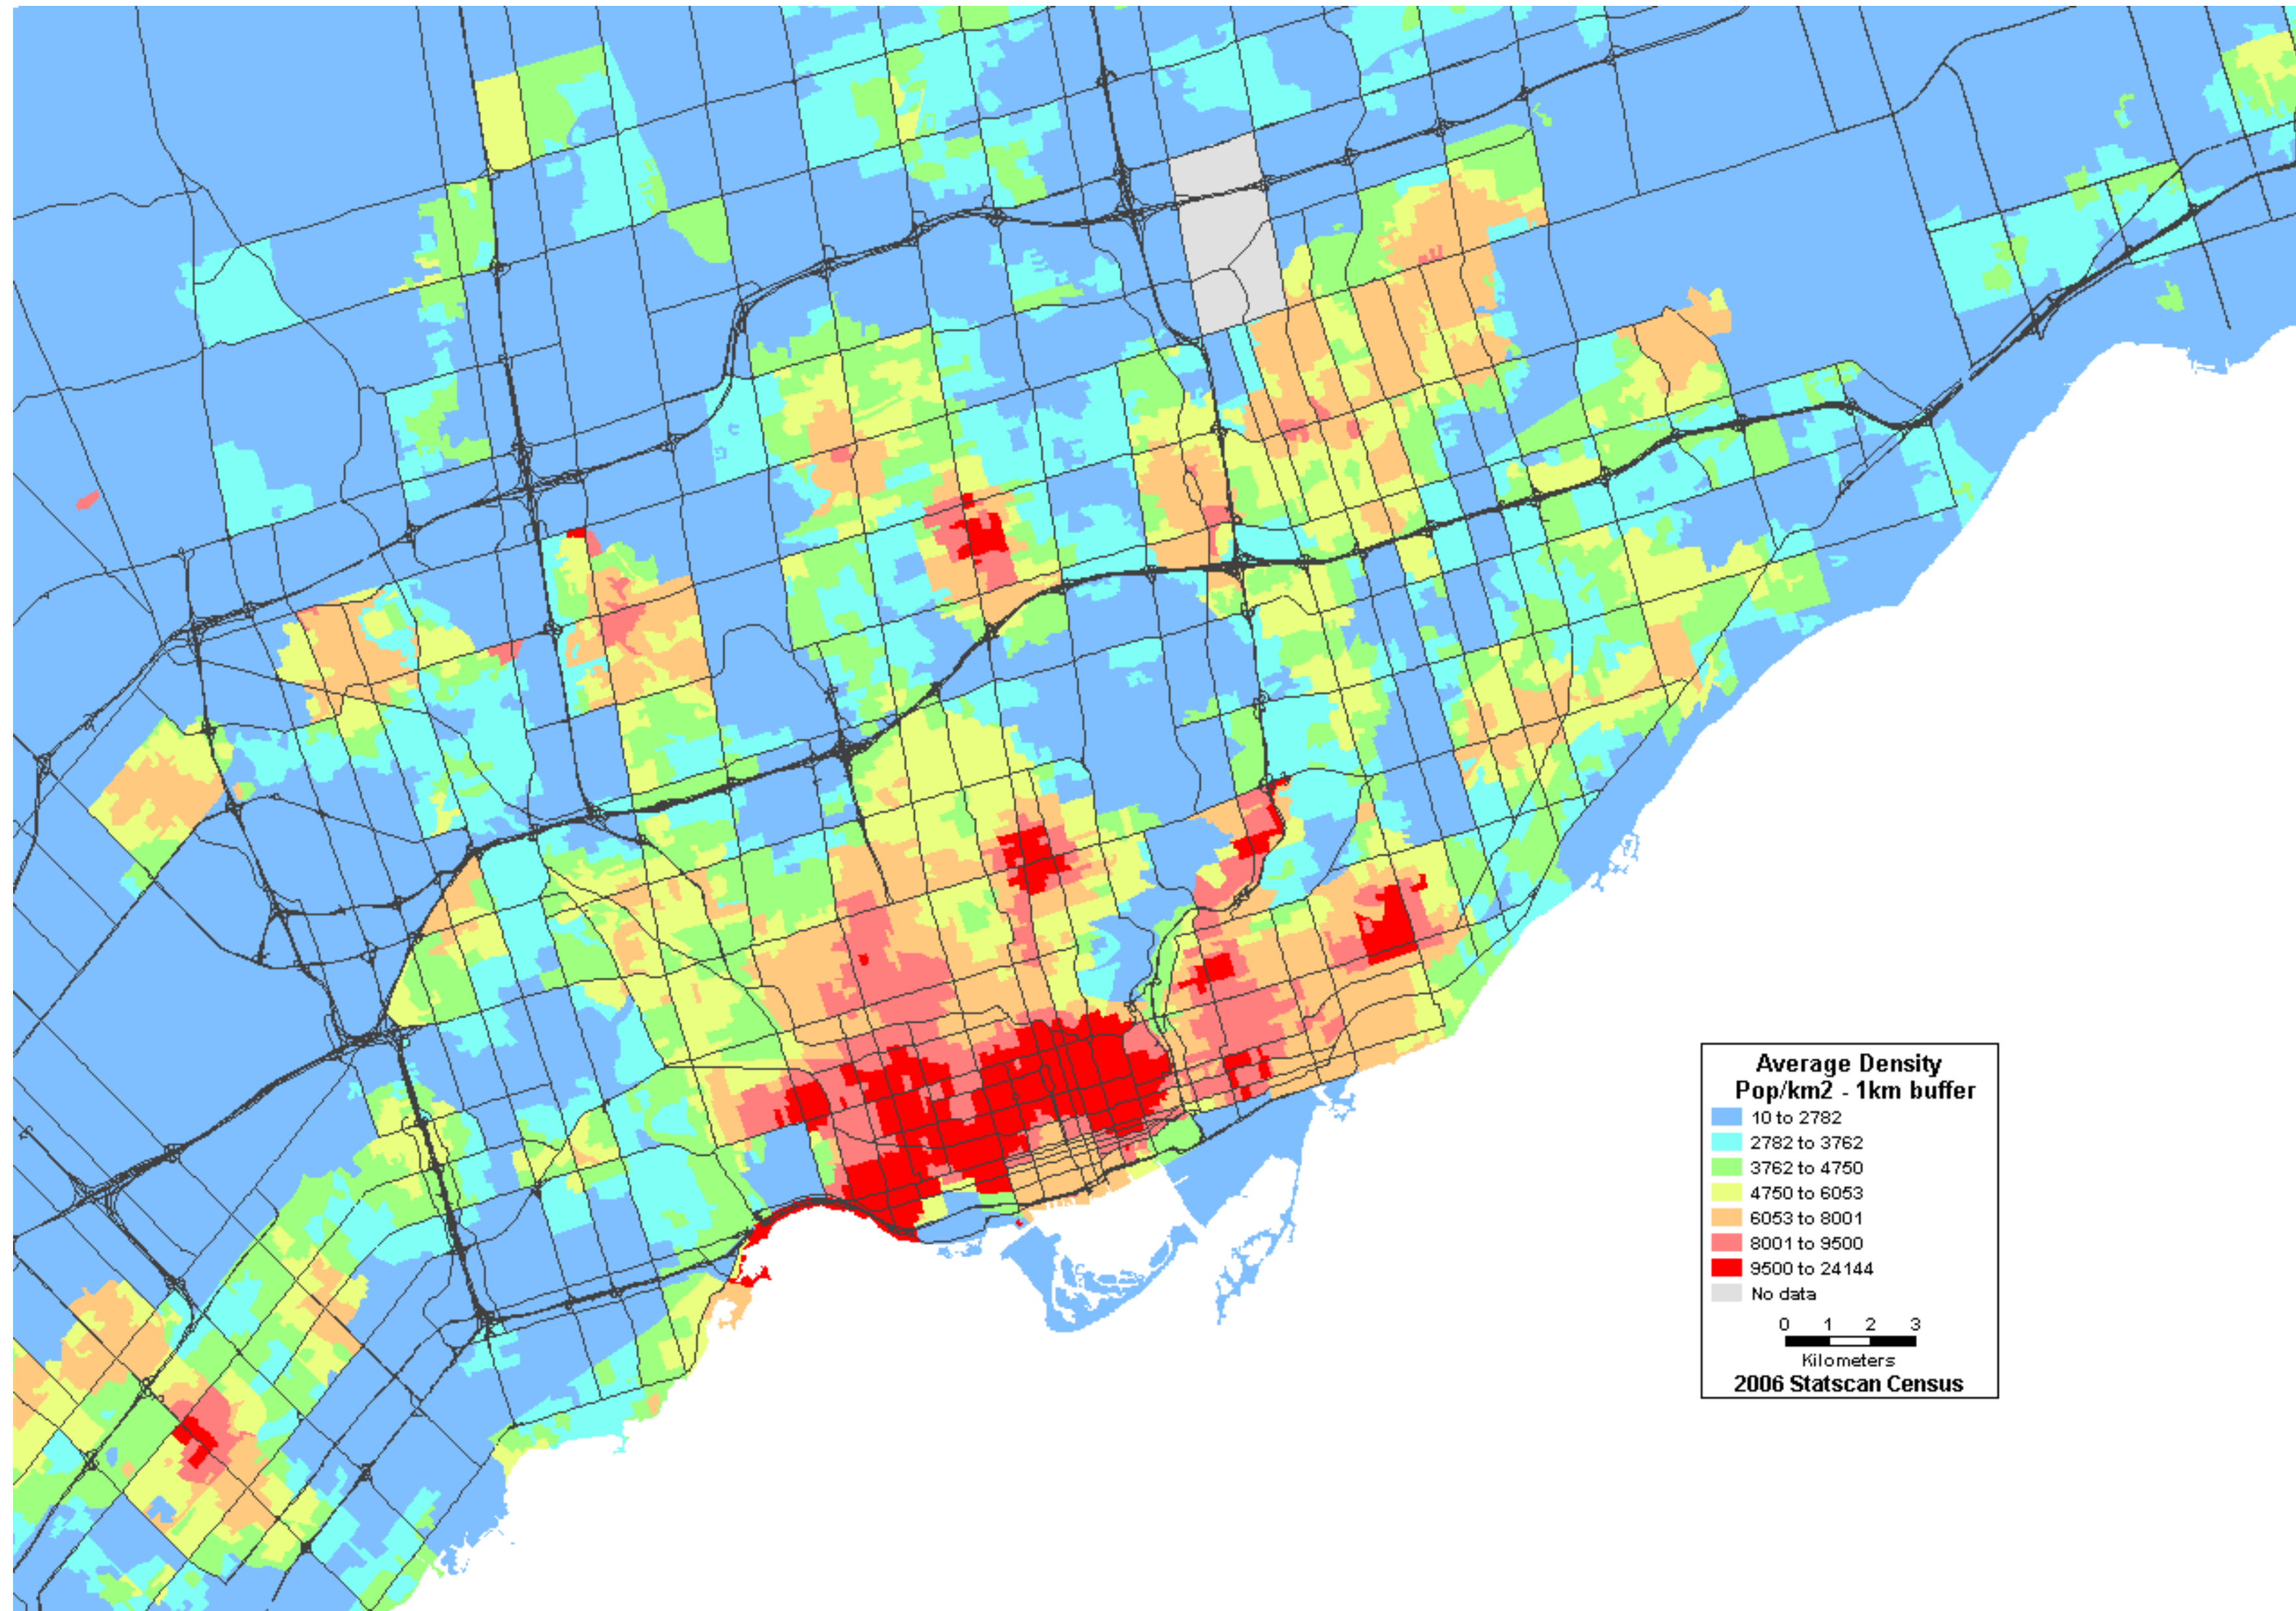 Average Density
Pop/km2 - 1km buffer
10 to 2782
2782 to 3762
3762 to 4750
4750 to 6053
6053 to 8001
8001 to 9500
9500 to 24144
No data
0 1 2 3
Kilometers
2006 Statscan Census